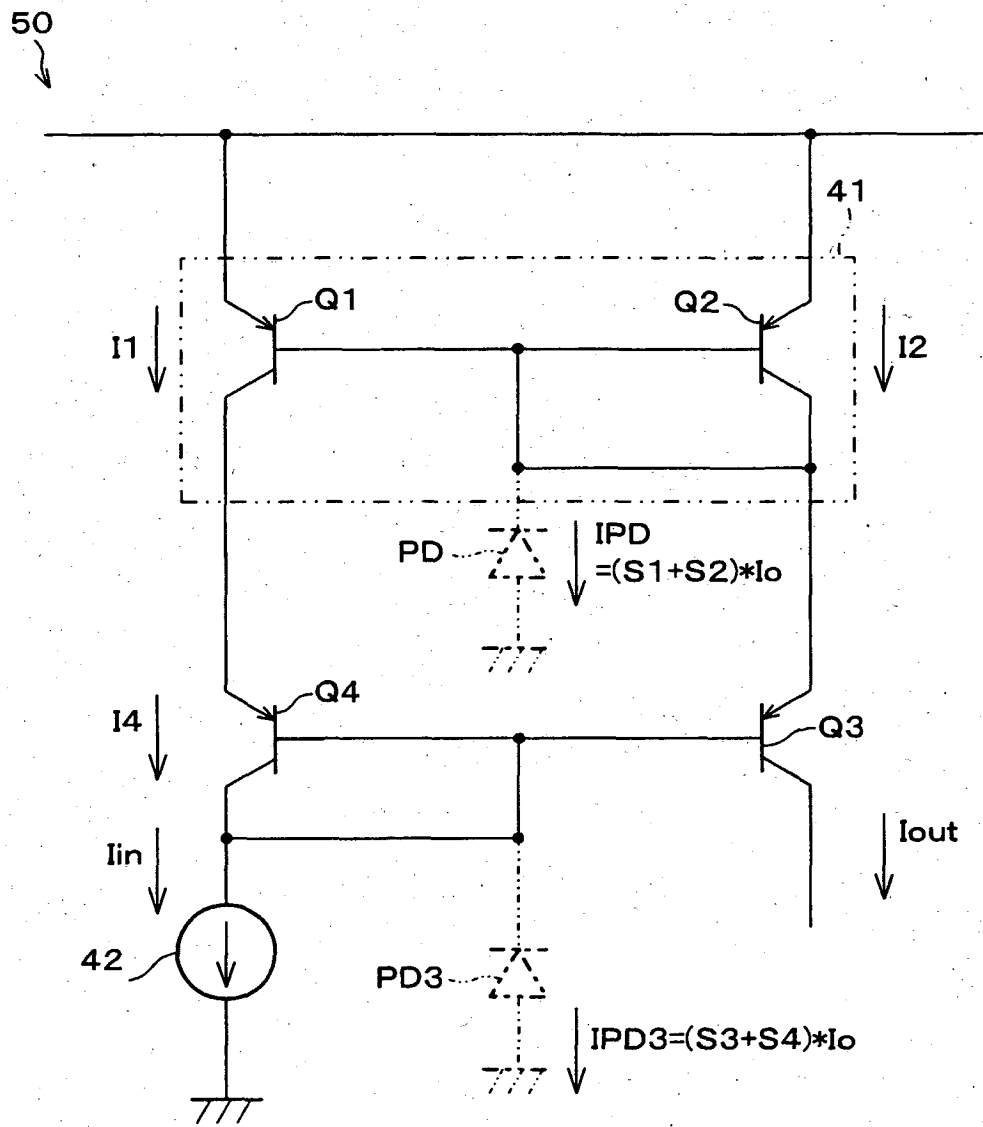 50
41
Q1
Q2
I1
I2
PD
IPD
=(S1+S2)*Io
Q4
I4
Q3
Iin
Iout
42
PD3
IPD3=(S3+S4)*Io